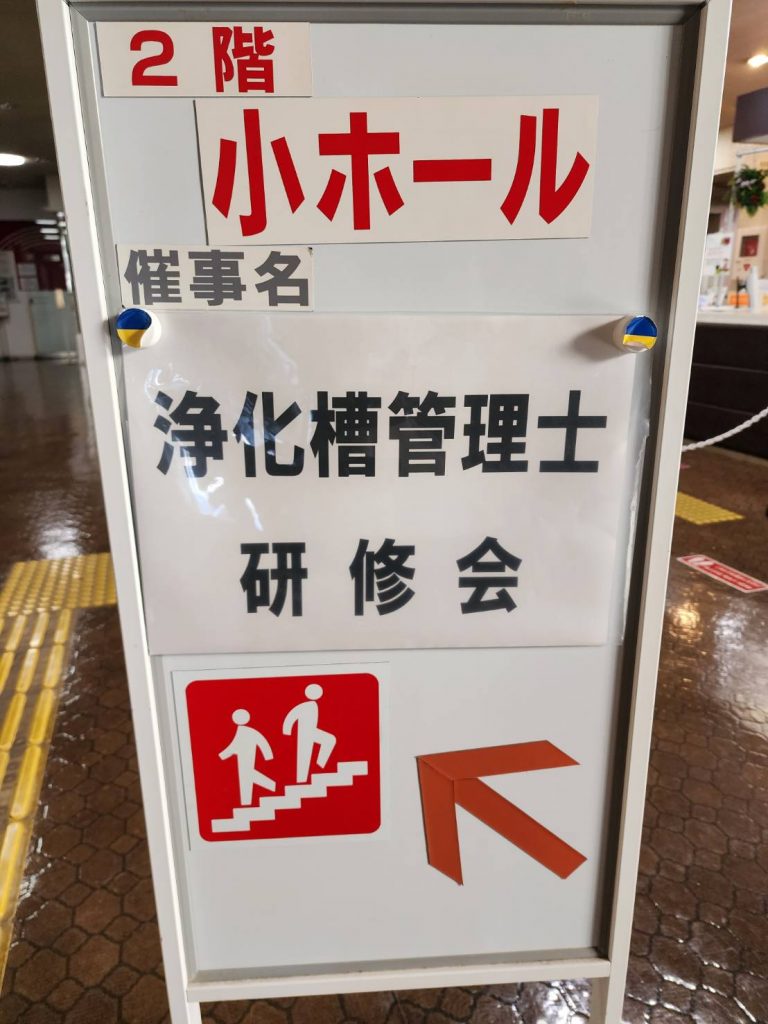 ２階
小ホール
催事名
浄化槽管理士
研修会